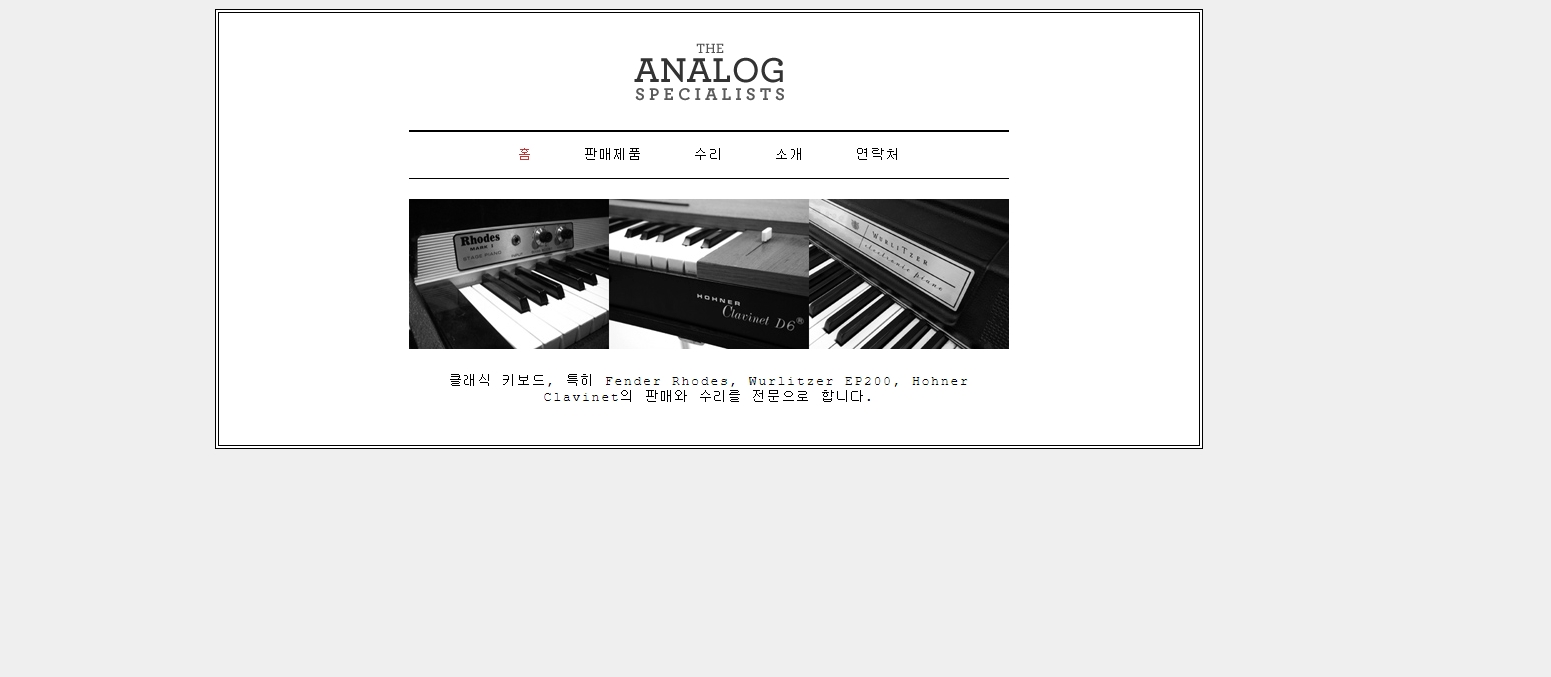 THE
ANALOG
SPECIALISTS
홈 판매제품 수리 소개 연락처
Rhodes
MARK I
STAGE PIANO
INPUT
HOHNER
Clavinet D6®
WURLITZER
electronic piano
클래식 키보드, 특히 Fender Rhodes, Wurlitzer EP200, Hohner
Clavinet의 판매와 수리를 전문으로 합니다.